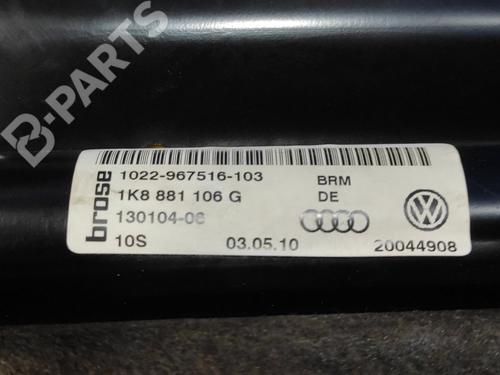 B-PARTS
brose
1022-967516-103 BRM
1K8 881 106 G DE
130104-06
10S 03.05.10 20044908